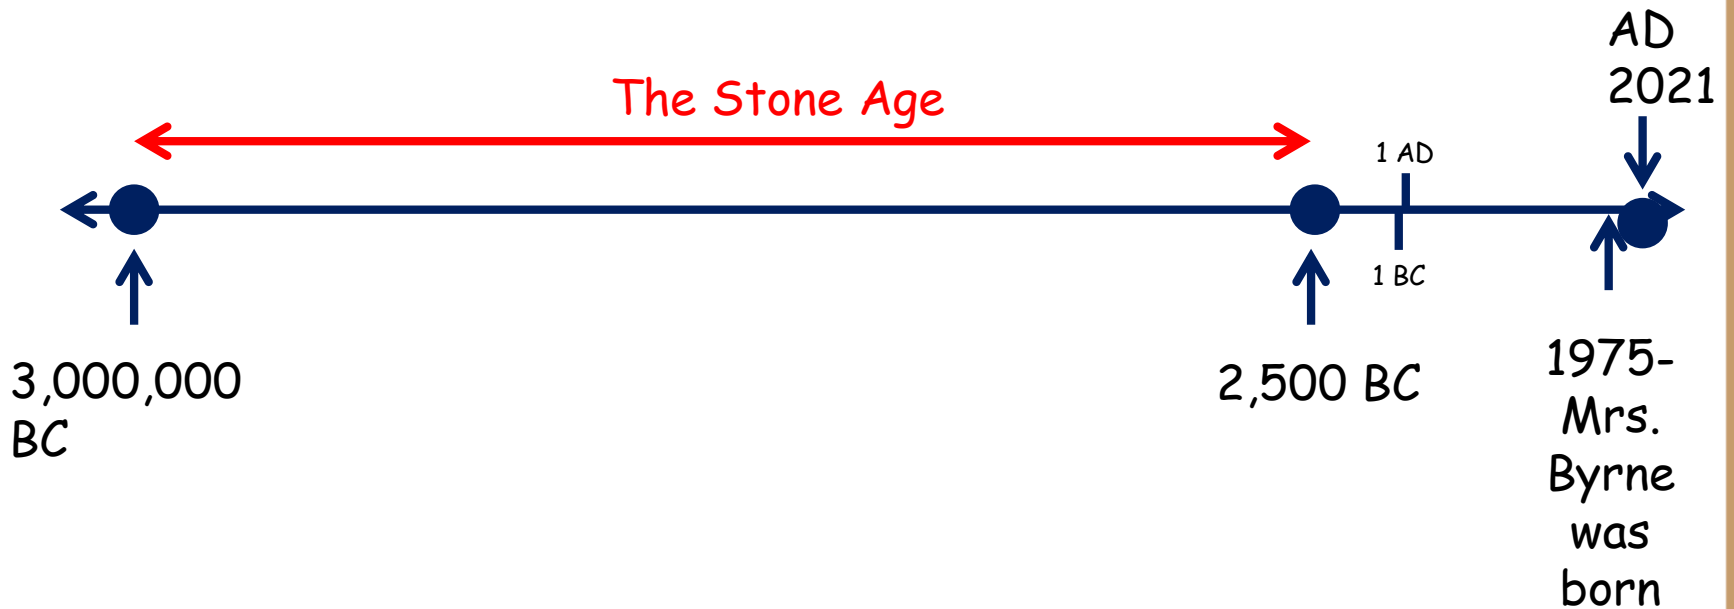 AD
2021
The Stone Age
1 AD
1 BC
3,000,000
BC
2,500 BC
1975-
Mrs.
Byrne
was
born